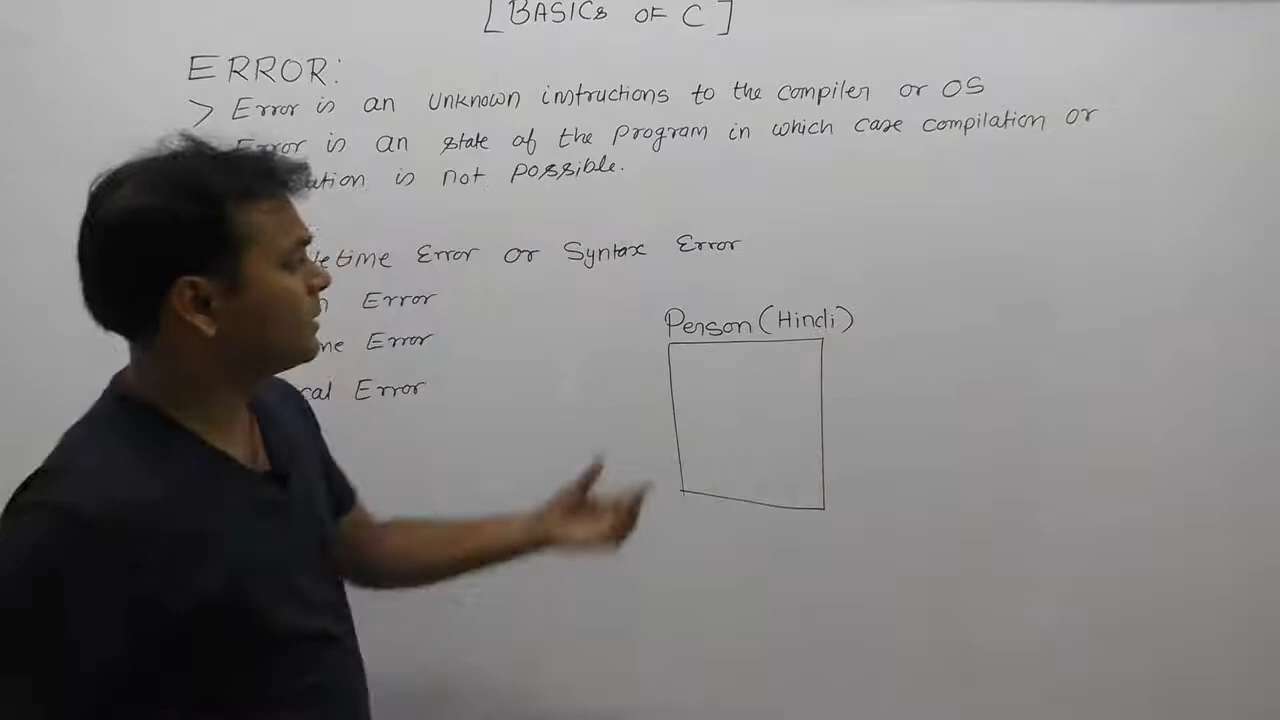 [BASICS OF C]
ERROR:
> Error is an unknown instructions to the compiler or OS
Error is an state of the program in which case compilation or
is not possible.
Error or Syntax Error
Error
Person (Hindi)
Error
Error